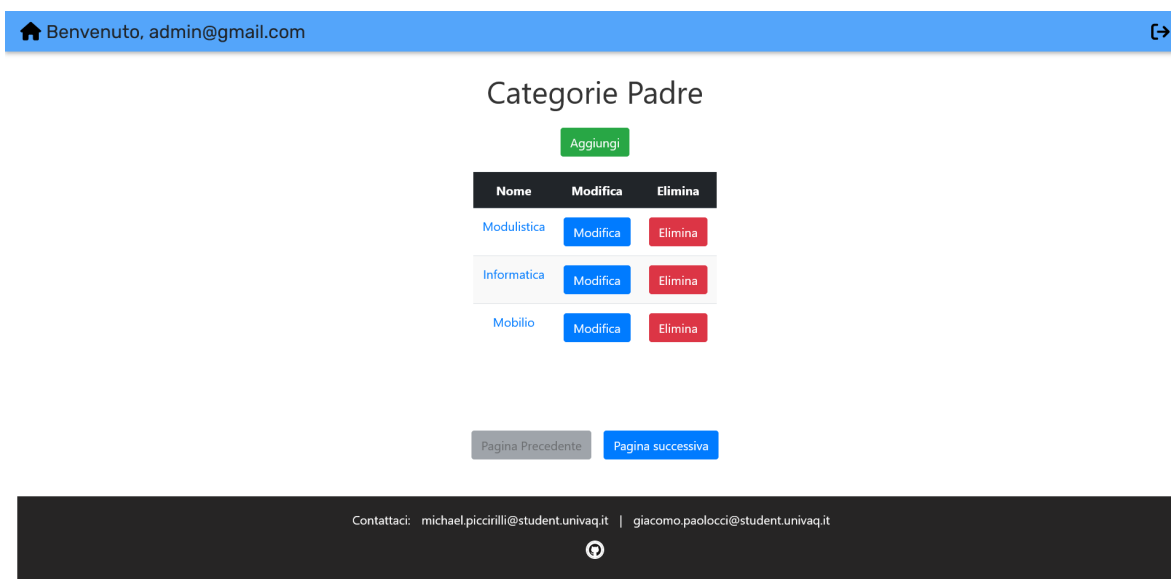 Benvenuto, admin@gmail.com
Categorie Padre
Aggiungi
Nome Modifica Elimina
Modulistica Modifica Elimina
Informatica Modifica Elimina
Mobilio Modifica Elimina
Pagina Precedente Pagina successiva
Contattaci: michael.piccirilli@student.univaq.it | giacomo.paolocci@student.univaq.it